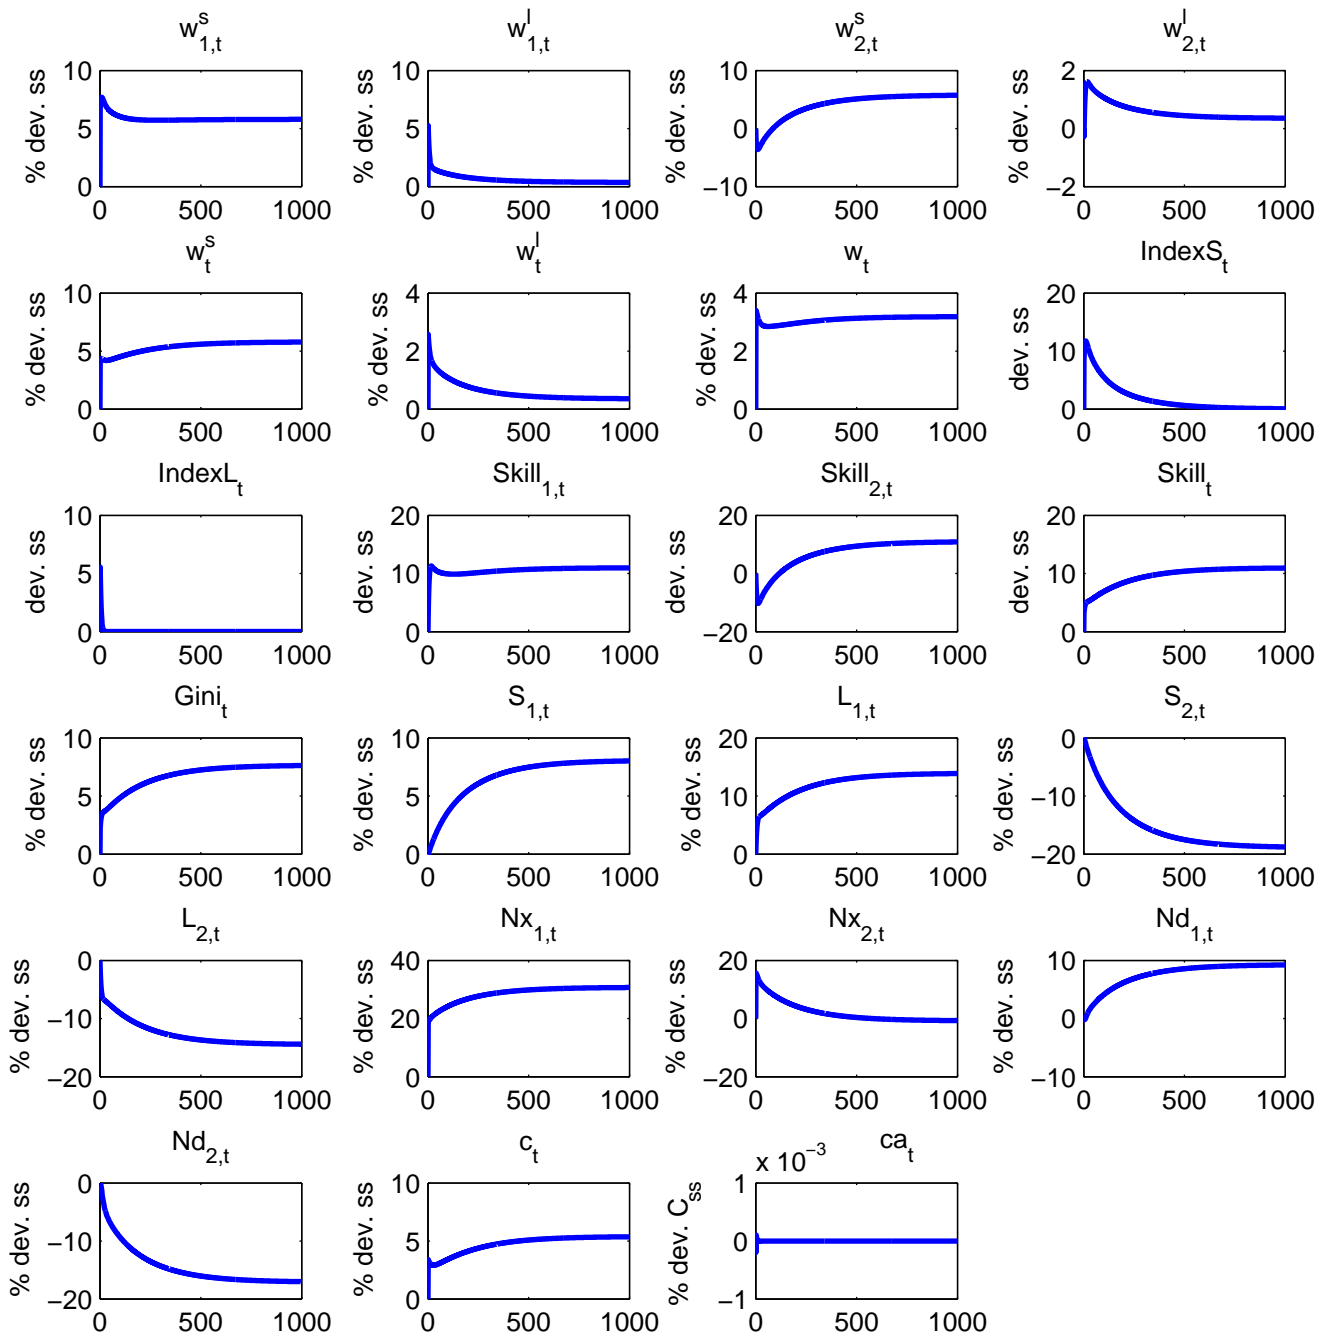 w^s_{1,t}
% dev. ss
10
5
0
0 500 1000
w^l_{1,t}
% dev. ss
10
5
0
0 500 1000
w^s_{2,t}
% dev. ss
10
0
−10
0 500 1000
w^l_{2,t}
% dev. ss
2
0
−2
0 500 1000
w^s_t
% dev. ss
10
5
0
0 500 1000
w^l_t
% dev. ss
4
2
0
0 500 1000
w_t
% dev. ss
4
2
0
0 500 1000
IndexS_t
dev. ss
20
10
0
0 500 1000
IndexL_t
dev. ss
10
5
0
0 500 1000
Skill_{1,t}
dev. ss
20
10
0
0 500 1000
Skill_{2,t}
dev. ss
20
0
−20
0 500 1000
Skill_t
dev. ss
20
10
0
0 500 1000
Gini_t
% dev. ss
10
5
0
0 500 1000
S_{1,t}
% dev. ss
10
5
0
0 500 1000
L_{1,t}
% dev. ss
20
10
0
0 500 1000
S_{2,t}
% dev. ss
0
−10
−20
0 500 1000
L_{2,t}
% dev. ss
0
−10
−20
0 500 1000
Nx_{1,t}
% dev. ss
40
20
0
0 500 1000
Nx_{2,t}
% dev. ss
20
0
−20
0 500 1000
Nd_{1,t}
% dev. ss
10
0
−10
0 500 1000
Nd_{2,t}
% dev. ss
0
−10
−20
0 500 1000
c_t
% dev. ss
10
5
0
0 500 1000
ca_t
x 10^{−3}
% dev. C_{ss}
1
0
−1
0 500 1000